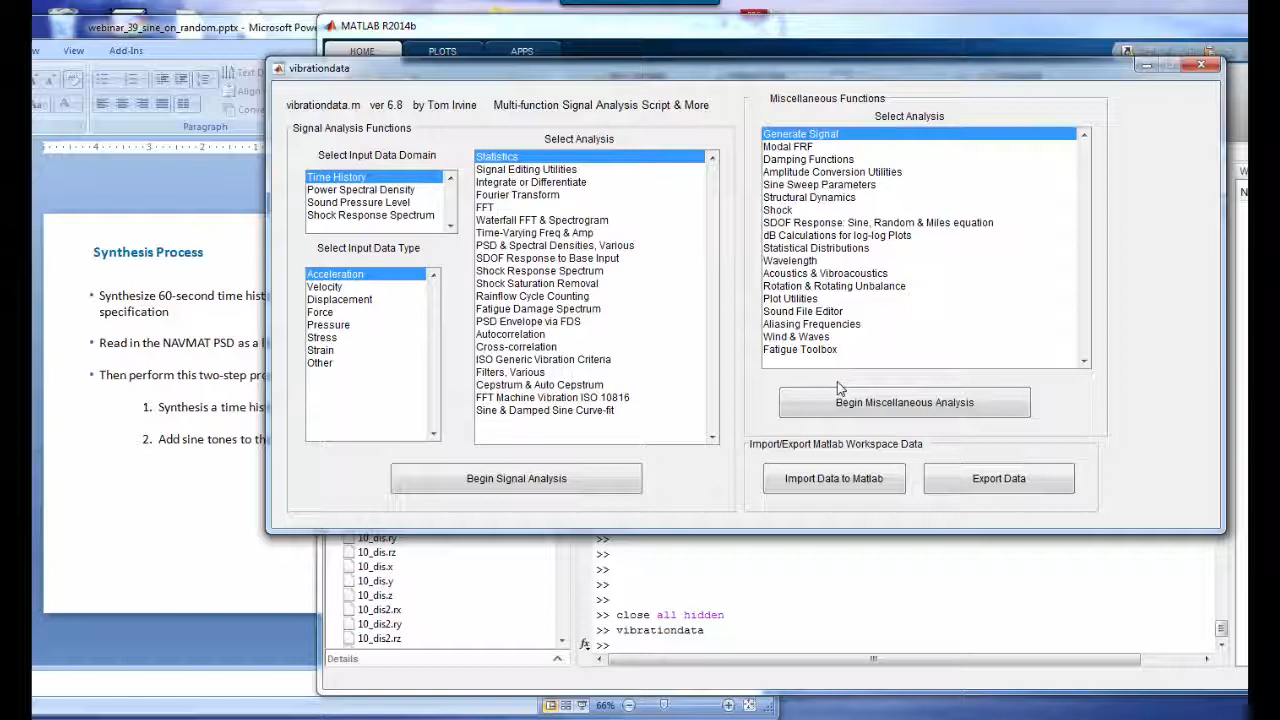 webinar_39_sine_on_random.pptx - Microsoft Pow
MATLAB R2014b
View
Add-Ins
HOME
PLOTS
APPS
Text D
Align
Paragraph
4
3
2
1
Synthesis Process
• Synthesize 60-second time hist
specification
• Read in the NAVMAT PSD as a l
• Then perform this two-step pro
1. Synthesis a time his
2. Add sine tones to th
vibrationdata
vibrationdata.m ver 6.8 by Tom Irvine
Multi-function Signal Analysis Script & More
Signal Analysis Functions
Select Input Data Domain
Time History
Power Spectral Density
Sound Pressure Level
Shock Response Spectrum
Select Input Data Type
Acceleration
Velocity
Displacement
Force
Pressure
Stress
Strain
Other
Select Analysis
Statistics
Signal Editing Utilities
Integrate or Differentiate
Fourier Transform
FFT
Waterfall FFT & Spectrogram
Time-Varying Freq & Amp
PSD & Spectral Densities, Various
SDOF Response to Base Input
Shock Response Spectrum
Shock Saturation Removal
Rainflow Cycle Counting
Fatigue Damage Spectrum
PSD Envelope via FDS
Autocorrelation
Cross-correlation
ISO Generic Vibration Criteria
Filters, Various
Cepstrum & Auto Cepstrum
FFT Machine Vibration ISO 10816
Sine & Damped Sine Curve-fit
Begin Signal Analysis
Miscellaneous Functions
Select Analysis
Generate Signal
Modal FRF
Damping Functions
Amplitude Conversion Utilities
Sine Sweep Parameters
Structural Dynamics
Shock
SDOF Response: Sine, Random & Miles equation
dB Calculations for log-log Plots
Statistical Distributions
Wavelength
Acoustics & Vibroacoustics
Rotation & Rotating Unbalance
Plot Utilities
Sound File Editor
Aliasing Frequencies
Wind & Waves
Fatigue Toolbox
Begin Miscellaneous Analysis
Import/Export Matlab Workspace Data
Import Data to Matlab
Export Data
10_dis.ry
10_dis.rz
10_dis.x
10_dis.y
10_dis.z
10_dis2.rx
10_dis2.ry
10_dis2.rz
Details
>>
>>
>>
>>
>>
>> close all hidden
>> vibrationdata
fx >>
66%